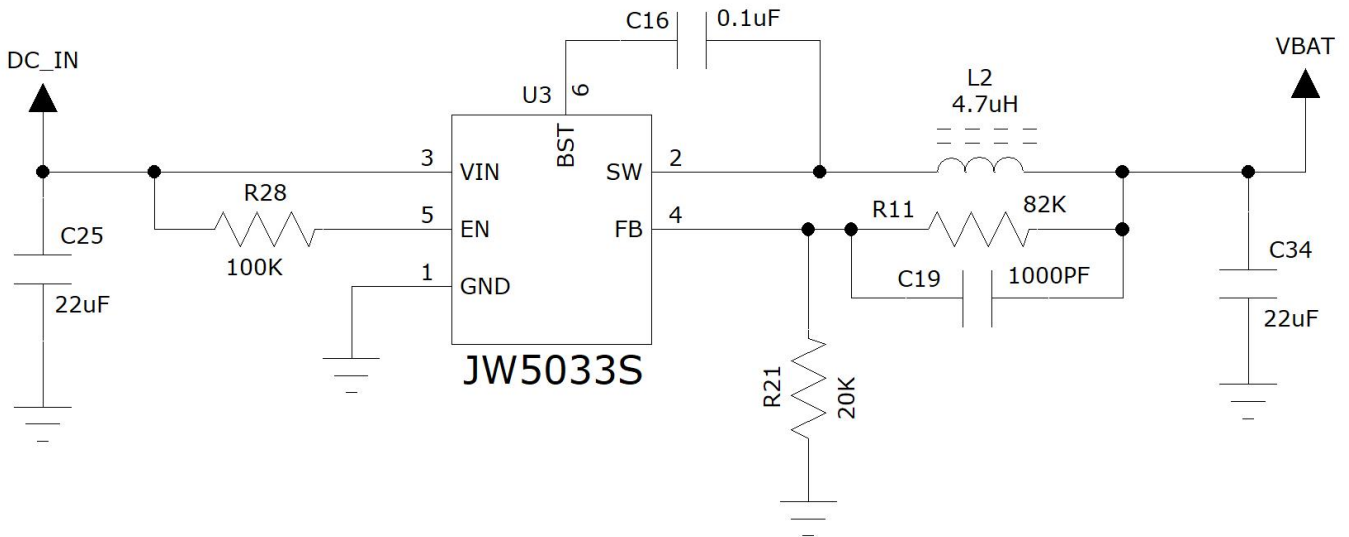 C16
0.1uF
DC_IN
VBAT
L2
4.7uH
U3
6
BST
3
VIN
SW
2
R28
5
EN
FB
4
R11
82K
C25
100K
1
GND
C19
1000PF
C34
22uF
22uF
JW5033S
R21
20K